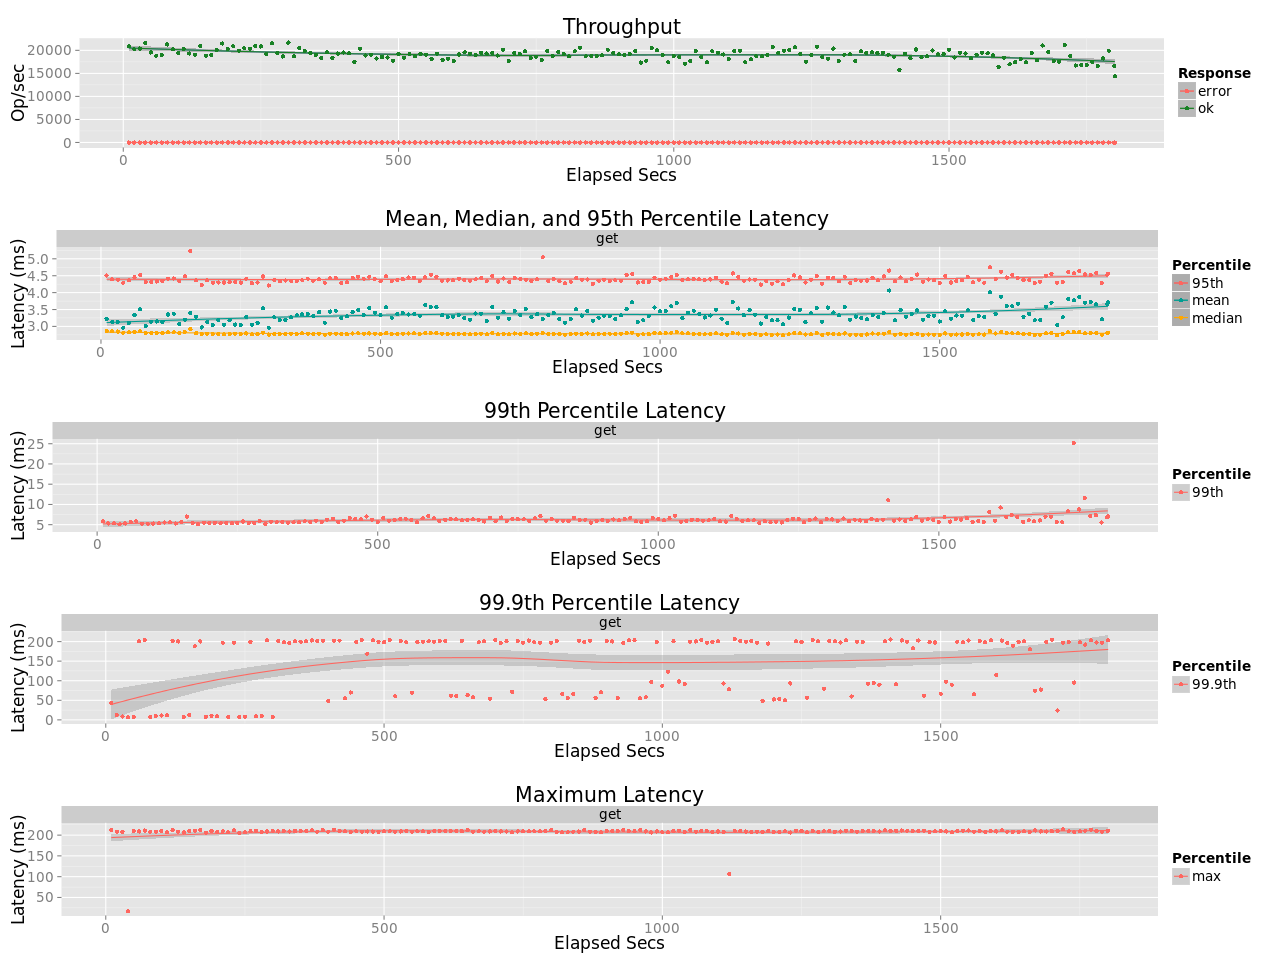 Throughput
Op/sec
20000
15000
10000
5000
0
0 500 1000 1500
Elapsed Secs
Response
error
ok
Mean, Median, and 95th Percentile Latency
get
Latency (ms)
5.0
4.5
4.0
3.5
3.0
0 500 1000 1500
Elapsed Secs
Percentile
95th
mean
median
99th Percentile Latency
get
Latency (ms)
25
20
15
10
5
0 500 1000 1500
Elapsed Secs
Percentile
99th
99.9th Percentile Latency
get
Latency (ms)
200
150
100
50
0
0 500 1000 1500
Elapsed Secs
Percentile
99.9th
Maximum Latency
get
Latency (ms)
200
150
100
50
0 500 1000 1500
Elapsed Secs
Percentile
max